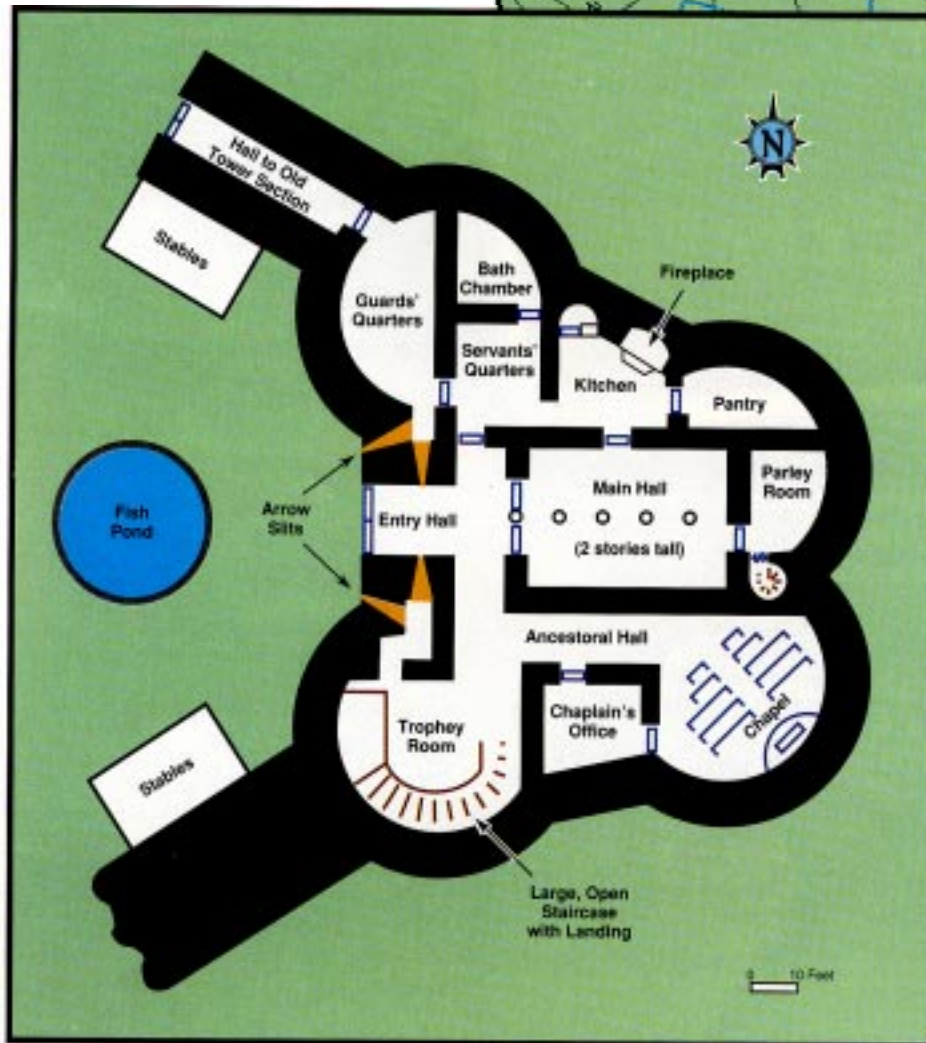 N
Hall to Old
Tower Section
Stables
Bath
Chamber
Fireplace
Guards'
Quarters
Servants'
Quarters
Kitchen
Pantry
Parley
Room
Main Hall
Fish
Pond
Arrow
Slits
Entry Hall
(2 stories tall)
Ancestoral Hall
Chaplain's
Office
Chapel
Trophey
Room
Stables
Large, Open
Staircase
with Landing
0 10 Feet